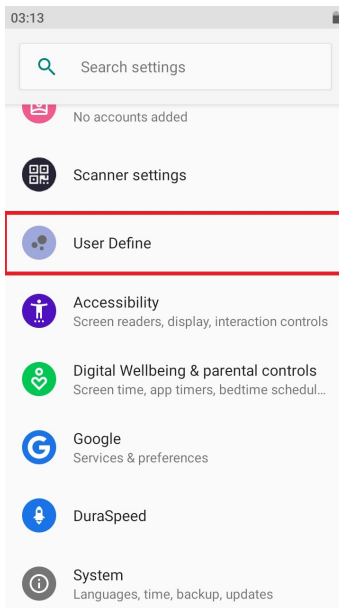 03:13
Search settings
No accounts added
Scanner settings
User Define
Accessibility
Screen readers, display, interaction controls
Digital Wellbeing & parental controls
Screen time, app timers, bedtime schedul...
Google
Services & preferences
DuraSpeed
System
Languages, time, backup, updates